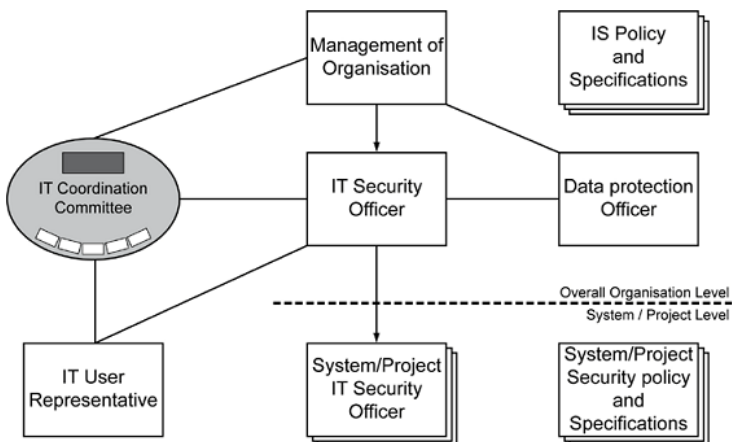 Management of
Organisation
IS Policy
and
Specifications
IT Coordination
Committee
IT Security
Officer
Data protection
Officer
Overall Organisation Level
System / Project Level
IT User
Representative
System/Project
IT Security
Officer
System/Project
Security policy
and
Specifications